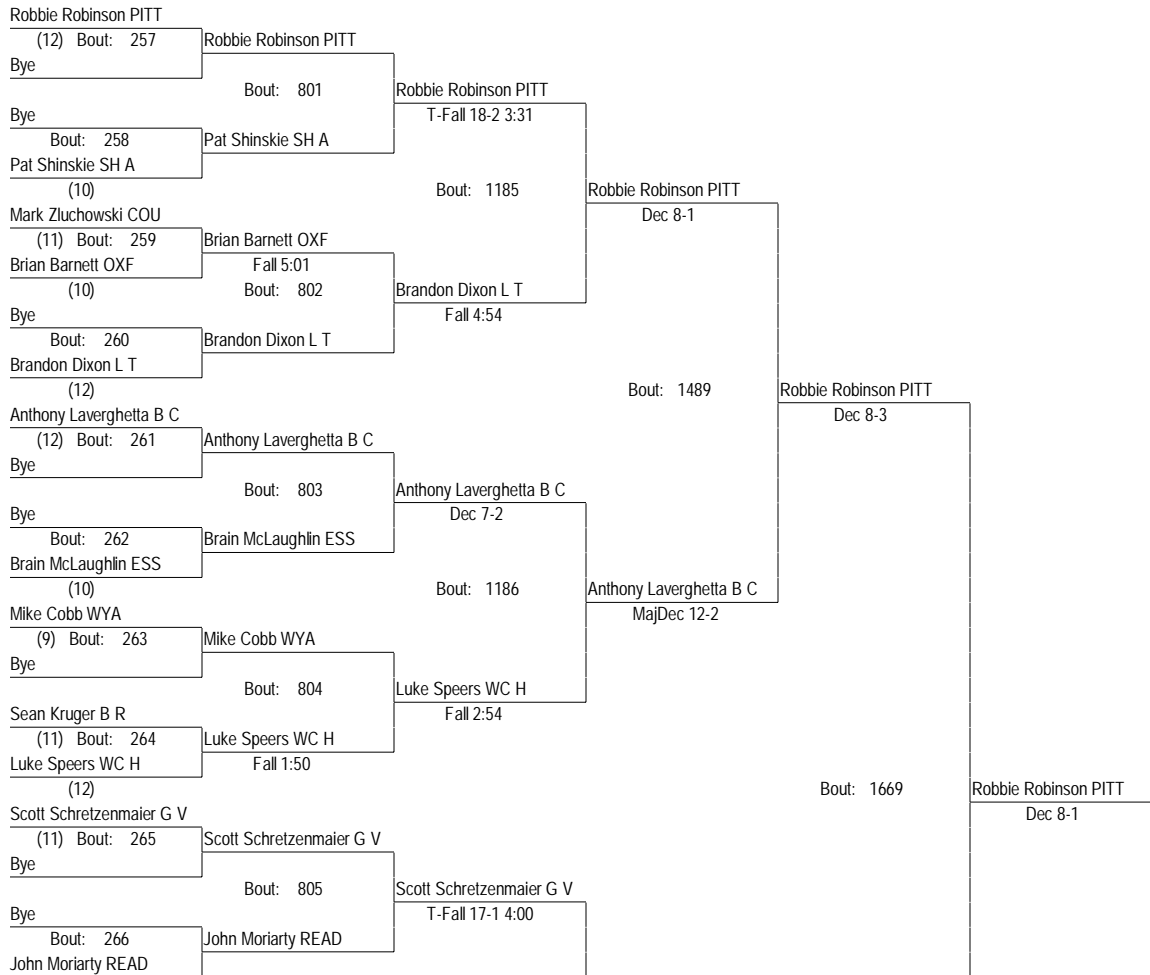 Robbie Robinson PITT
(12) Bout: 257 Robbie Robinson PITT
Bye
Bout: 801 Robbie Robinson PITT
Bye T-Fall 18-2 3:31
Bout: 258 Pat Shinskie SH A
Pat Shinskie SH A
(10) Bout: 1185 Robbie Robinson PITT
Mark Zluchowski COU Dec 8-1
(11) Bout: 259 Brian Barnett OXF
Brian Barnett OXF Fall 5:01
(10) Bout: 802 Brandon Dixon L T
Bye Fall 4:54
Bout: 260 Brandon Dixon L T
Brandon Dixon L T
(12) Bout: 1489 Robbie Robinson PITT
Anthony Laverghetta B C Dec 8-3
(12) Bout: 261 Anthony Laverghetta B C
Bye
Bout: 803 Anthony Laverghetta B C
Bye Dec 7-2
Bout: 262 Brain McLaughlin ESS
Brain McLaughlin ESS
(10) Bout: 1186 Anthony Laverghetta B C
Mike Cobb WYA MajDec 12-2
(9) Bout: 263 Mike Cobb WYA
Bye
Bout: 804 Luke Speers WC H
Sean Kruger B R Fall 2:54
(11) Bout: 264 Luke Speers WC H
Luke Speers WC H Fall 1:50
(12) Bout: 1669 Robbie Robinson PITT
Scott Schretzenmaier G V Dec 8-1
(11) Bout: 265 Scott Schretzenmaier G V
Bye
Bout: 805 Scott Schretzenmaier G V
Bye T-Fall 17-1 4:00
Bout: 266 John Moriarty READ
John Moriarty READ